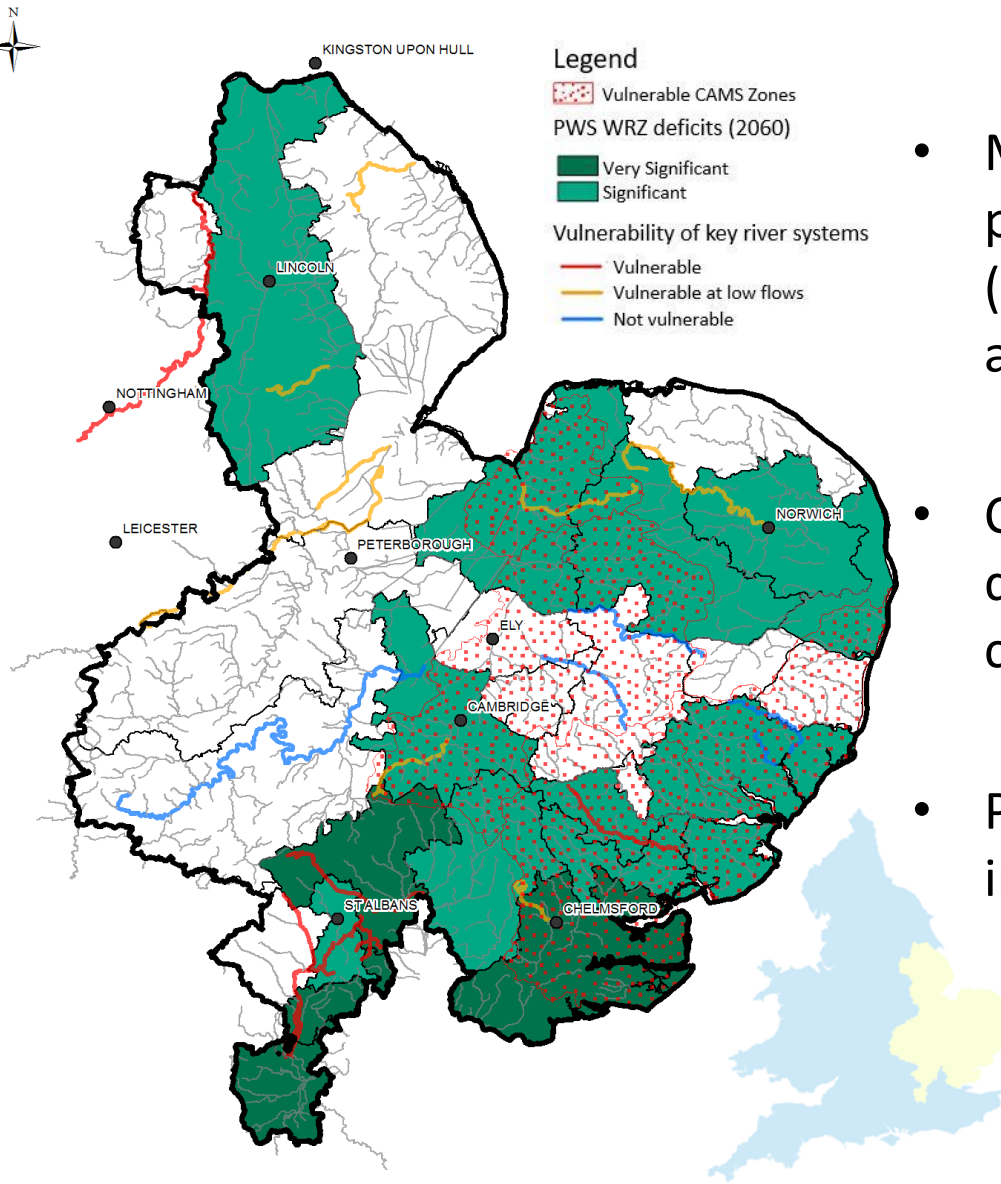 N
KINGSTON UPON HULL
Legend
Vulnerable CAMS Zones
PWS WRZ deficits (2060)
Very Significant
Significant
Vulnerability of key river systems
Vulnerable
Vulnerable at low flows
Not vulnerable
LINCOLN
NOTTINGHAM
NORWICH
LEICESTER
PETERBOROUGH
ELY
CAMBRIDGE
ST ALBANS
CHELMSFORD